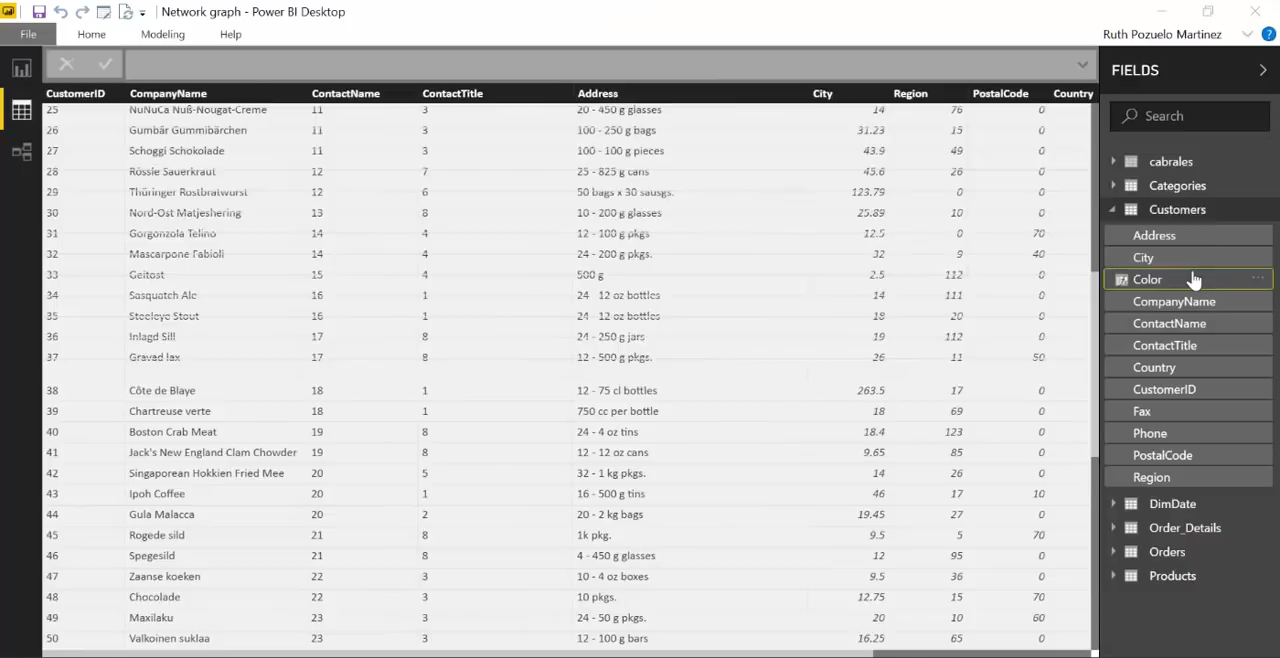 Network graph - Power BI Desktop
File Home Modeling Help Ruth Pozuelo Martinez ?
FIELDS
Search
CustomerID CompanyName ContactName ContactTitle Address City Region PostalCode Country
25 NuNuCa Nuß-Nougat-Creme 11 3 20 - 450 g glasses 14 76 0
26 Gumbär Gummibärchen 11 3 100 - 250 g bags 31.23 15 0
27 Schoggi Schokolade 11 3 100 - 100 g pieces 43.9 49 0
28 Rössle Sauerkraut 12 7 25 - 825 g cans 45.6 26 0
29 Thüringer Rostbratwurst 12 6 50 bags x 30 sausgs. 123.79 0 0
30 Nord-Ost Matjeshering 13 8 10 - 200 g glasses 25.89 10 0
31 Gorgonzola Telino 14 4 12 - 100 g pkgs 12.5 0 70
32 Mascarpone Fabioli 14 4 24 - 200 g pkgs. 32 9 40
33 Geitost 15 4 500 g 2.5 112 0
34 Sasquatch Ale 16 1 24 12 oz bottles 14 111 0
35 Steeleye Stout 16 1 24 12 oz bottles 18 20 0
36 Inlagd Sill 17 8 24 - 250 g jars 19 112 0
37 Gravad lax 17 8 12 - 500 g pkgs. 26 11 50
38 Côte de Blaye 18 1 12 - 75 cl bottles 263.5 17 0
39 Chartreuse verte 18 1 750 cc per bottle 18 69 0
40 Boston Crab Meat 19 8 24 - 4 oz tins 18.4 123 0
41 Jack's New England Clam Chowder 19 8 12 - 12 oz cans 9.65 85 0
42 Singaporean Hokkien Fried Mee 20 5 32 - 1 kg pkgs. 14 26 0
43 Ipoh Coffee 20 1 16 - 500 g tins 46 17 10
44 Gula Malacca 20 2 20 - 2 kg bags 19.45 27 0
45 Rogede sild 21 8 1k pkg. 9.5 5 70
46 Spegesild 21 8 4 - 450 g glasses 12 95 0
47 Zaanse koeken 22 3 10 - 4 oz boxes 9.5 36 0
48 Chocolade 22 3 10 pkgs. 12.75 15 70
49 Maxilaku 23 3 24 - 50 g pkgs. 20 10 60
50 Valkoinen suklaa 23 3 12 - 100 g bars 16.25 65 0
cabrales
Categories
Customers
Address
City
Color
CompanyName
ContactName
ContactTitle
Country
CustomerID
Fax
Phone
PostalCode
Region
DimDate
Order_Details
Orders
Products